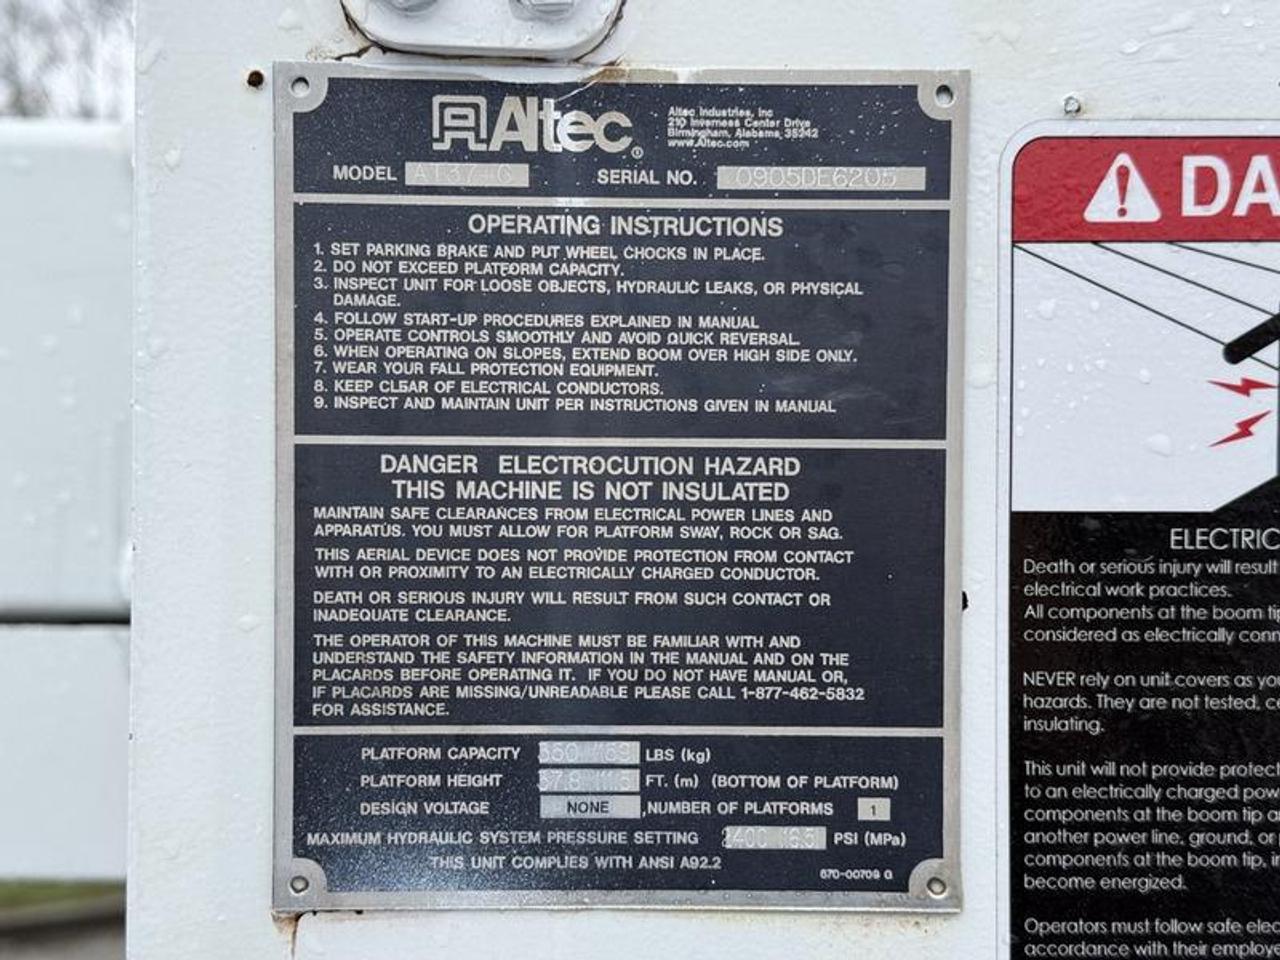 Altec
Altec Industries, Inc
210 Inverness Center Drive
Birmingham, Alabama, 35242
www.Altec.com
MODEL AT37-G SERIAL NO. 0905DE6205
OPERATING INSTRUCTIONS
1. SET PARKING BRAKE AND PUT WHEEL CHOCKS IN PLACE.
2. DO NOT EXCEED PLATFORM CAPACITY.
3. INSPECT UNIT FOR LOOSE OBJECTS, HYDRAULIC LEAKS, OR PHYSICAL
DAMAGE.
4. FOLLOW START-UP PROCEDURES EXPLAINED IN MANUAL
5. OPERATE CONTROLS SMOOTHLY AND AVOID QUICK REVERSAL.
6. WHEN OPERATING ON SLOPES, EXTEND BOOM OVER HIGH SIDE ONLY.
7. WEAR YOUR FALL PROTECTION EQUIPMENT.
8. KEEP CLEAR OF ELECTRICAL CONDUCTORS.
9. INSPECT AND MAINTAIN UNIT PER INSTRUCTIONS GIVEN IN MANUAL
DANGER ELECTROCUTION HAZARD
THIS MACHINE IS NOT INSULATED
MAINTAIN SAFE CLEARANCES FROM ELECTRICAL POWER LINES AND
APPARATUS. YOU MUST ALLOW FOR PLATFORM SWAY, ROCK OR SAG.
THIS AERIAL DEVICE DOES NOT PROVIDE PROTECTION FROM CONTACT
WITH OR PROXIMITY TO AN ELECTRICALLY CHARGED CONDUCTOR.
DEATH OR SERIOUS INJURY WILL RESULT FROM SUCH CONTACT OR
INADEQUATE CLEARANCE.
THE OPERATOR OF THIS MACHINE MUST BE FAMILIAR WITH AND
UNDERSTAND THE SAFETY INFORMATION IN THE MANUAL AND ON THE
PLACARDS BEFORE OPERATING IT. IF YOU DO NOT HAVE MANUAL OR,
IF PLACARDS ARE MISSING/UNREADABLE PLEASE CALL 1-877-462-5832
FOR ASSISTANCE.
PLATFORM CAPACITY LBS (kg)
PLATFORM HEIGHT FT. (m) (BOTTOM OF PLATFORM)
DESIGN VOLTAGE NONE , NUMBER OF PLATFORMS 1
MAXIMUM HYDRAULIC SYSTEM PRESSURE SETTING PSI (MPa)
THIS UNIT COMPLIES WITH ANSI A92.2
670-00709 G
DA
ELECTRIC
Death or serious injury will result
electrical work practices.
All components at the boom tip
considered as electrically conn
NEVER rely on unit covers as you
hazards. They are not tested, ce
insulating.
This unit will not provide protect
to an electrically charged pow
components at the boom tip a
another power line, ground, or
components at the boom tip, in
become energized.
Operators must follow safe elec
accordance with their employe